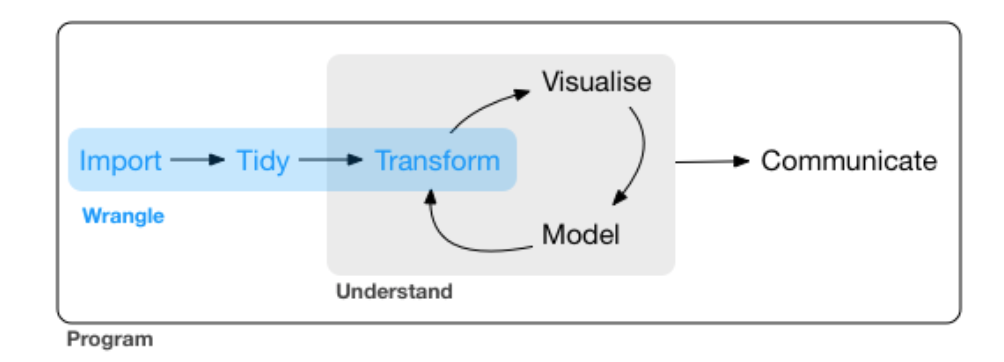 Visualise
Import Tidy Transform Communicate
Wrangle
Model
Understand
Program